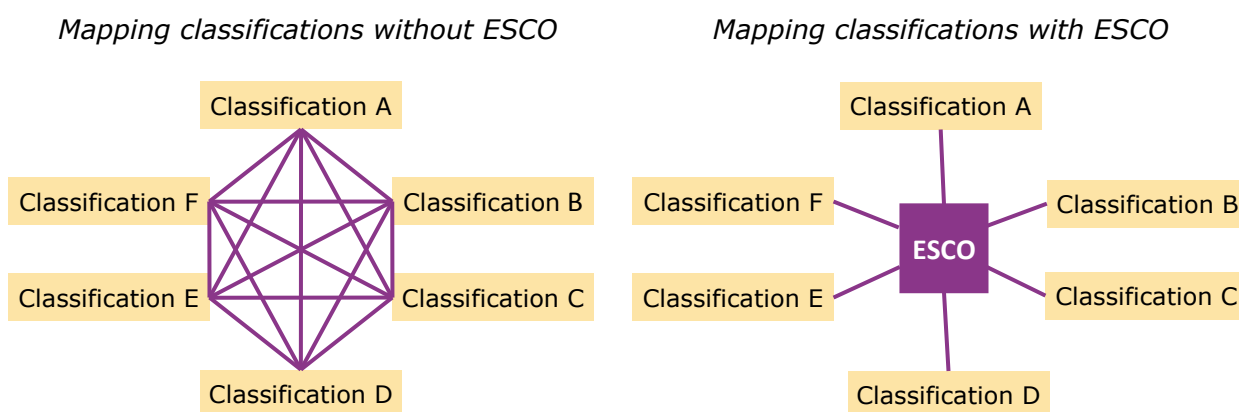 Mapping classifications without ESCO
Classification A
Classification F
Classification B
Classification E
Classification C
Classification D
Mapping classifications with ESCO
Classification A
Classification F
Classification B
ESCO
Classification E
Classification C
Classification D